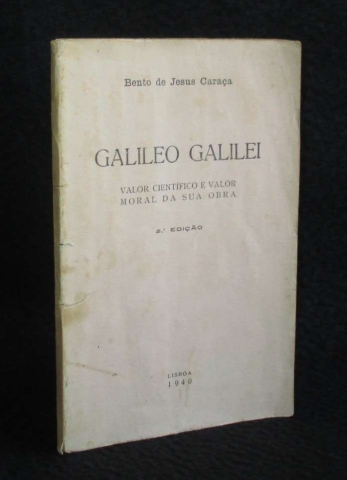 Bento de Jesus Caraça
GALILEO GALILEI
VALOR CIENTÍFICO E VALOR
MORAL DA SUA OBRA
2.ª EDIÇÃO
LISBOA
1940